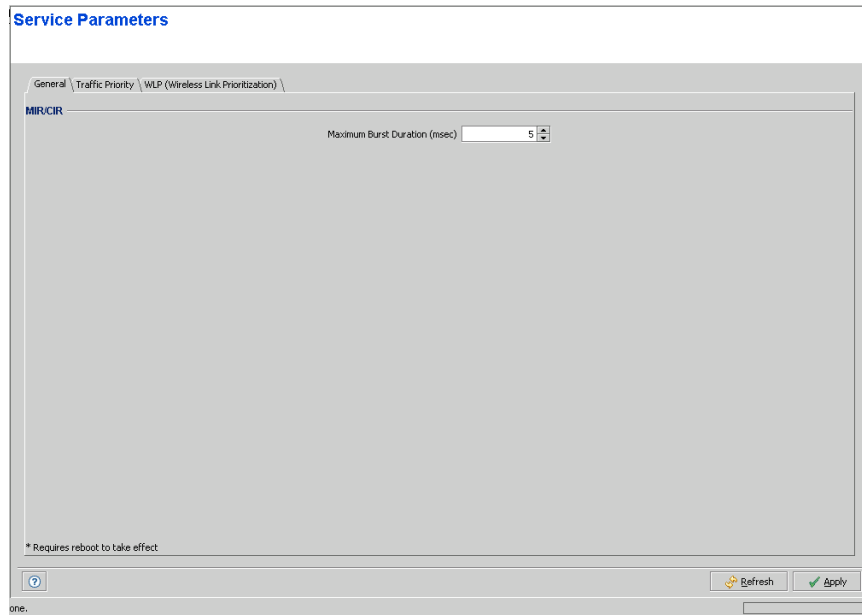 Service Parameters
General
Traffic Priority
WLP (Wireless Link Prioritization)
MIR/CIR
Maximum Burst Duration (msec)
5
* Requires reboot to take effect
?
Refresh
Apply
one.